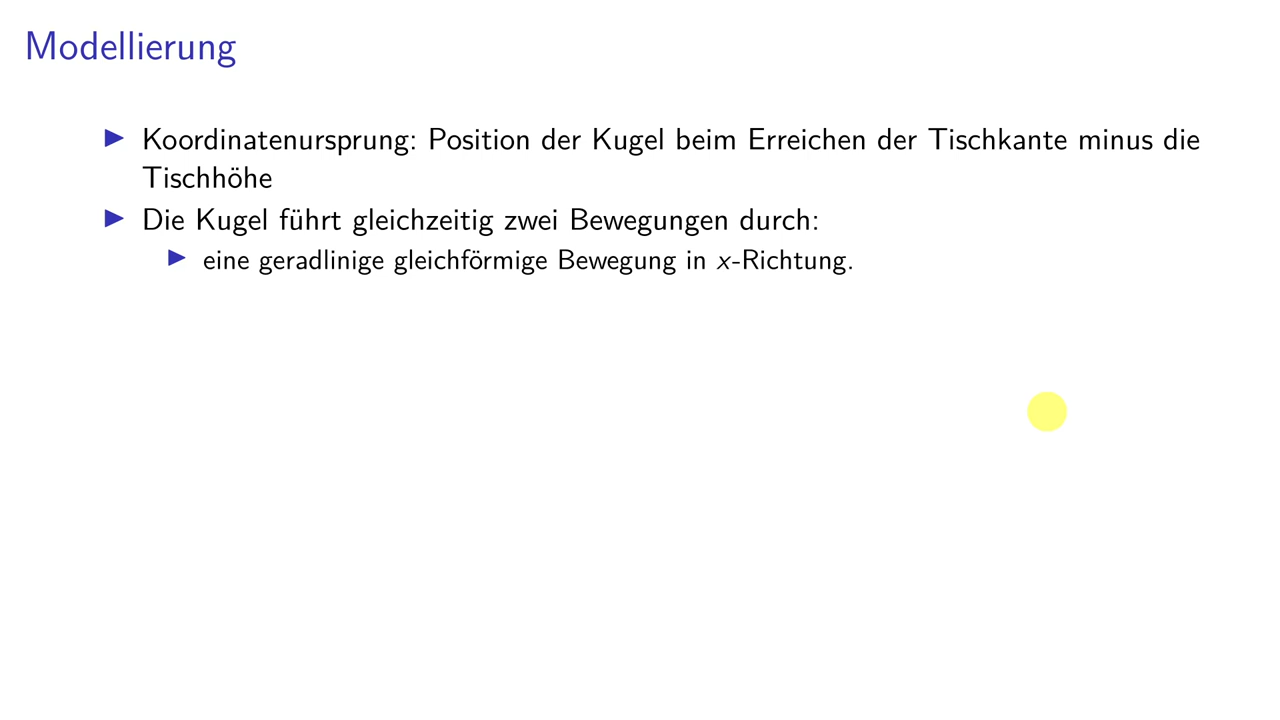 Modellierung
Koordinatenursprung: Position der Kugel beim Erreichen der Tischkante minus die
Tischhöhe
Die Kugel führt gleichzeitig zwei Bewegungen durch:
eine geradlinige gleichförmige Bewegung in x-Richtung.